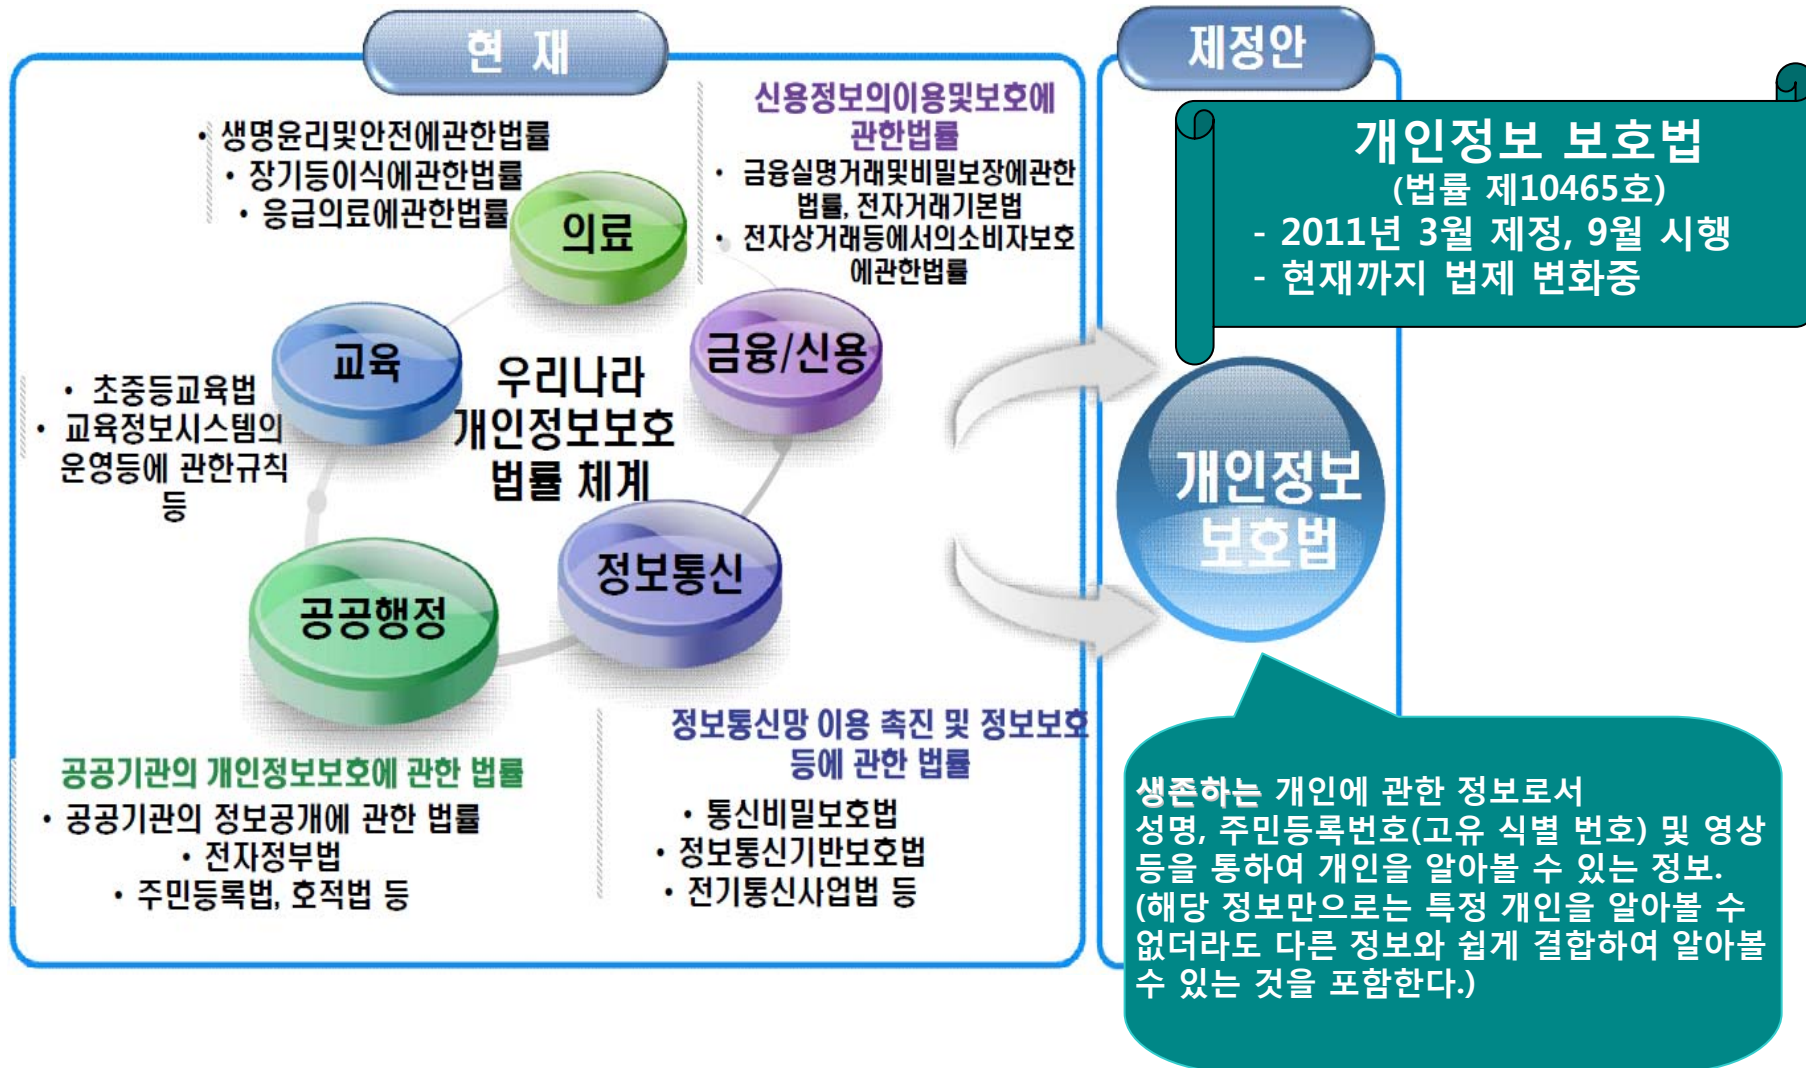 현 재
• 생명윤리및안전에관한법률
• 장기등이식에관한법률
• 응급의료에관한법률
의료
신용정보의이용및보호에
관한법률
• 금융실명거래및비밀보장에관한
법률, 전자거래기본법
• 전자상거래등에서의소비자보호
에관한법률
금융/신용
교육
• 초중등교육법
• 교육정보시스템의
운영등에 관한규칙
등
우리나라
개인정보보호
법률 체계
공공행정
정보통신
공공기관의 개인정보보호에 관한 법률
• 공공기관의 정보공개에 관한 법률
• 전자정부법
• 주민등록법, 호적법 등
정보통신망 이용 촉진 및 정보보호
등에 관한 법률
• 통신비밀보호법
• 정보통신기반보호법
• 전기통신사업법 등
제정안
개인정보 보호법
(법률 제10465호)
- 2011년 3월 제정, 9월 시행
- 현재까지 법제 변화중
개인정보
보호법
생존하는 개인에 관한 정보로서
성명, 주민등록번호(고유 식별 번호) 및 영상
등을 통하여 개인을 알아볼 수 있는 정보.
(해당 정보만으로는 특정 개인을 알아볼 수
없더라도 다른 정보와 쉽게 결합하여 알아볼
수 있는 것을 포함한다.)